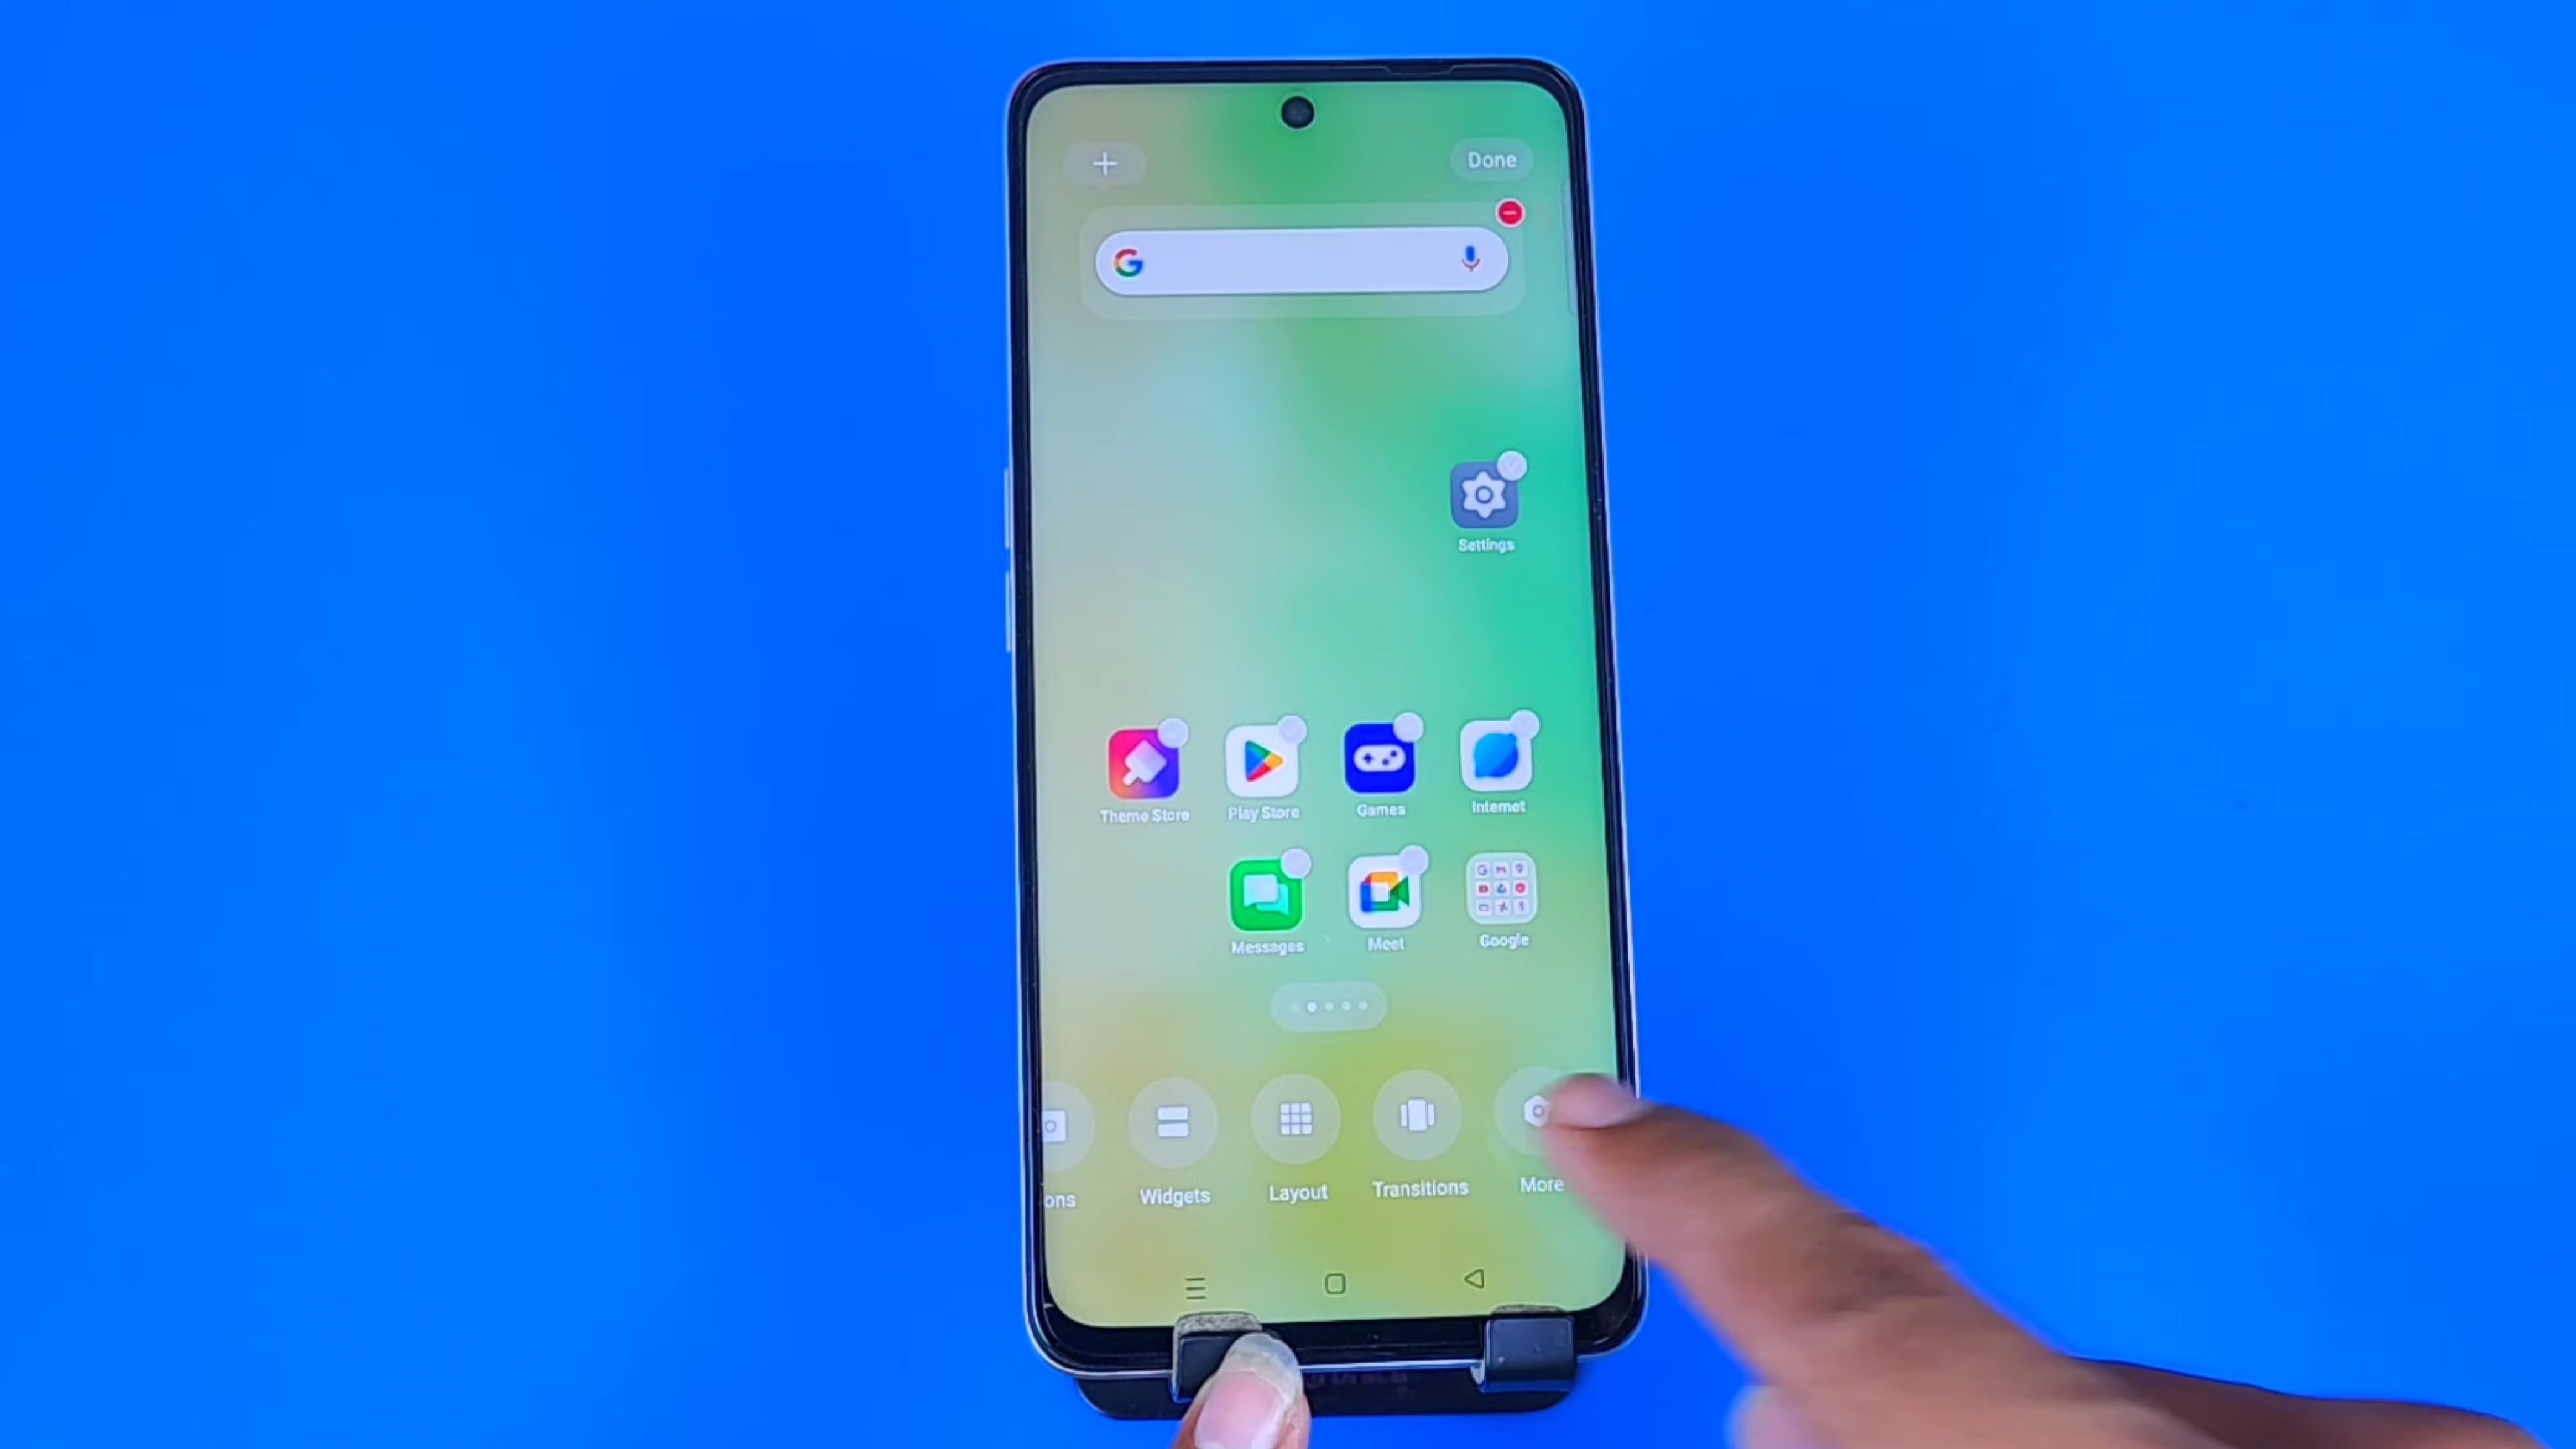 Done
Settings
Theme Store Play Store Games Internet
Messages Meet Google
ons Widgets Layout Transitions More